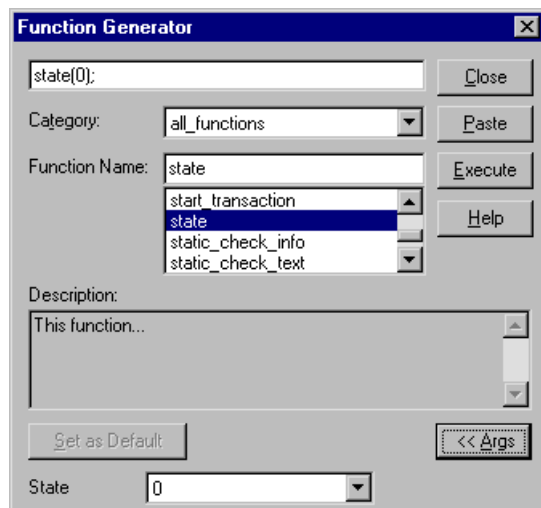 Function Generator
state(0);
Close
Category:
all_functions
Paste
Function Name:
state
Execute
start_transaction
state
static_check_info
static_check_text
Help
Description:
This function...
Set as Default
<< Args
State
0